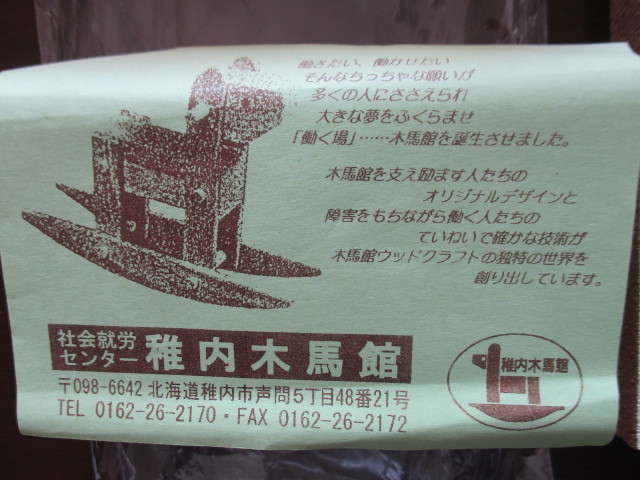 働きたい、働かせたい
そんなちっちゃな願いが
多くの人にささえられ
大きな夢をふくらませ
「働く場」……木馬館を誕生させました。
木馬館を支え励ます人たちの
オリジナルデザインと
障害をもちながら働く人たちの
ていねいで確かな技術が
木馬館ウッドクラフトの独特の世界を
創り出しています。
社会就労
センター
稚内木馬館
〒098-6642 北海道稚内市声問5丁目48番21号
TEL 0162-26-2170・FAX 0162-26-2172
稚内木馬館